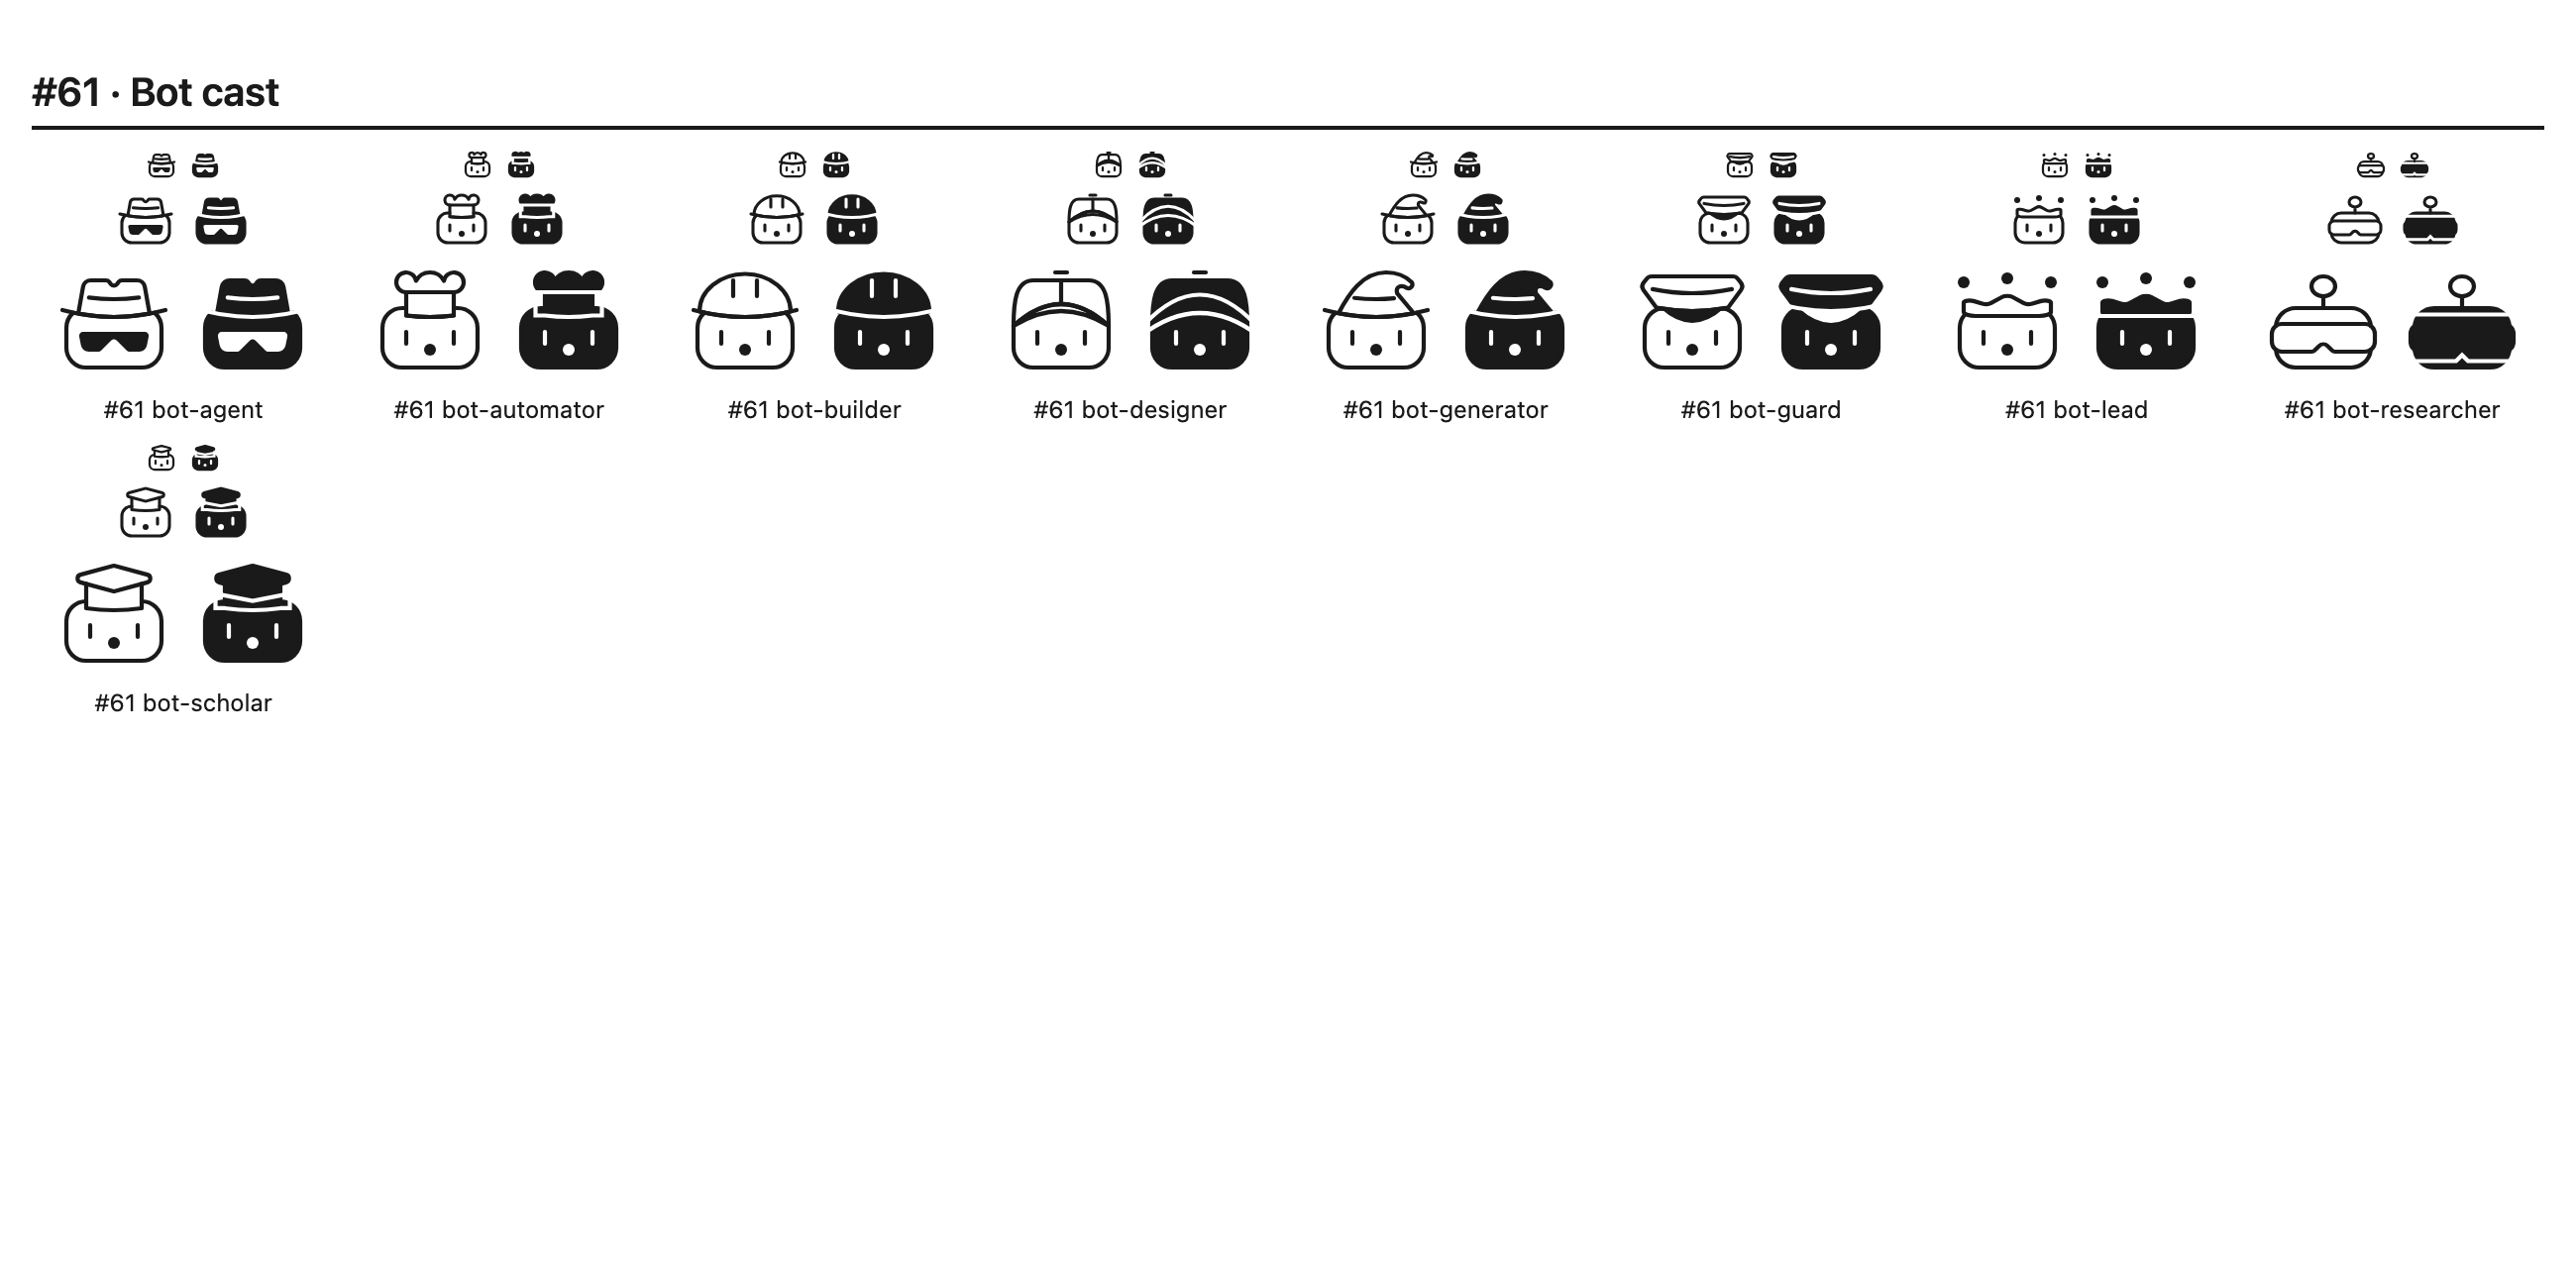 #61 · Bot cast
#61 bot-agent
#61 bot-automator
#61 bot-builder
#61 bot-designer
#61 bot-generator
#61 bot-guard
#61 bot-lead
#61 bot-researcher
#61 bot-scholar